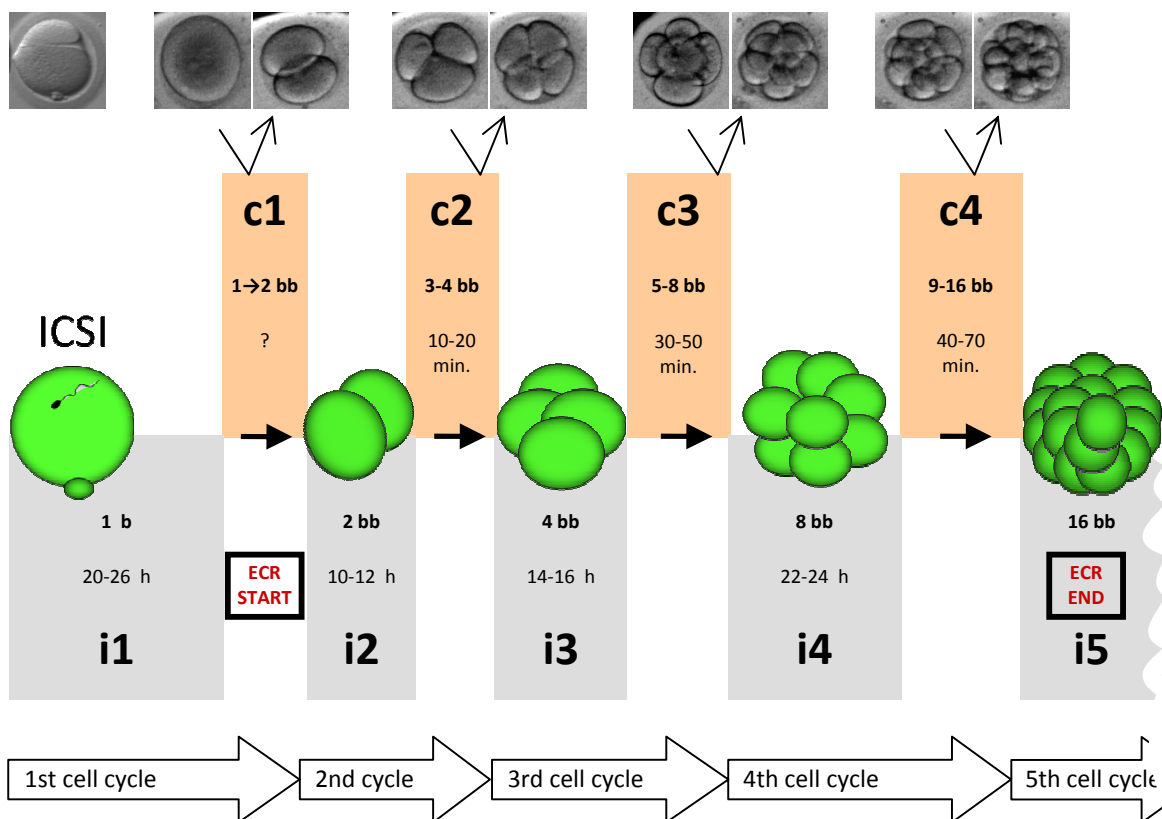 c1
c2
c3
c4
1→2 bb
3-4 bb
5-8 bb
9-16 bb
ICSI
?
10-20
min.
30-50
min.
40-70
min.
1 b
2 bb
4 bb
8 bb
16 bb
20-26 h
ECR
START
10-12 h
14-16 h
22-24 h
ECR
END
i1
i2
i3
i4
i5
1st cell cycle
2nd cycle
3rd cell cycle
4th cell cycle
5th cell cycle